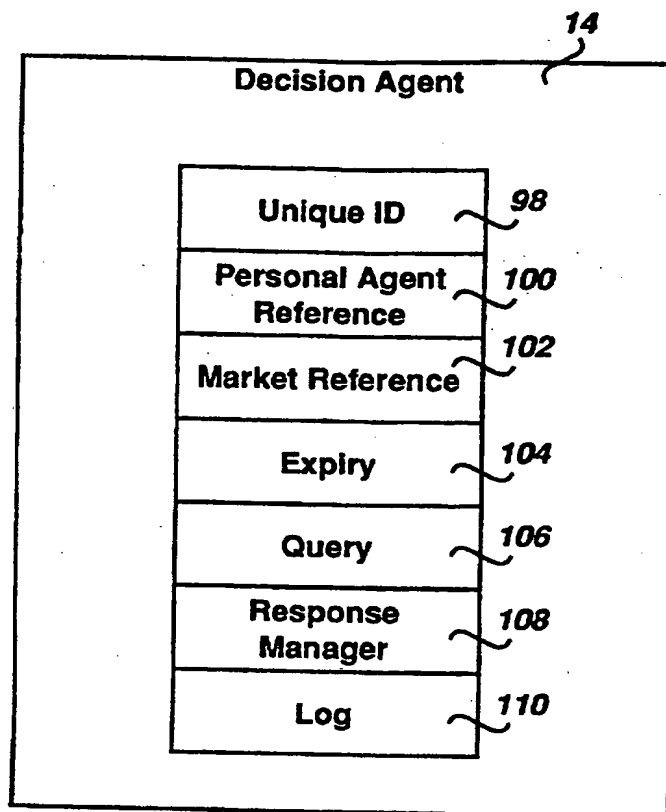 14
Decision Agent
Unique ID
98
Personal Agent
Reference
100
Market Reference
102
Expiry
104
Query
106
Response
Manager
108
Log
110